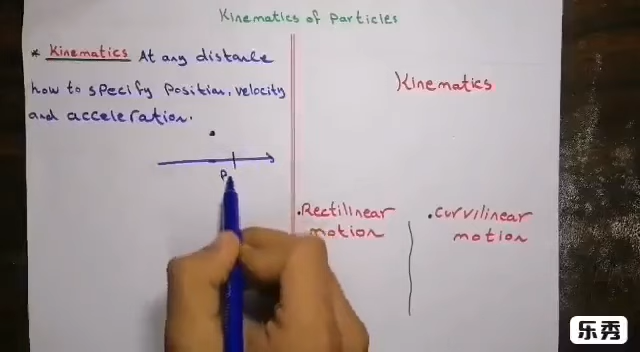 Kinematics of Particles
* Kinematics At any distance
how to specify Position, velocity
and acceleration.
P
Kinematics
.Rectilinear
motion
.curvilinear
motion
乐秀